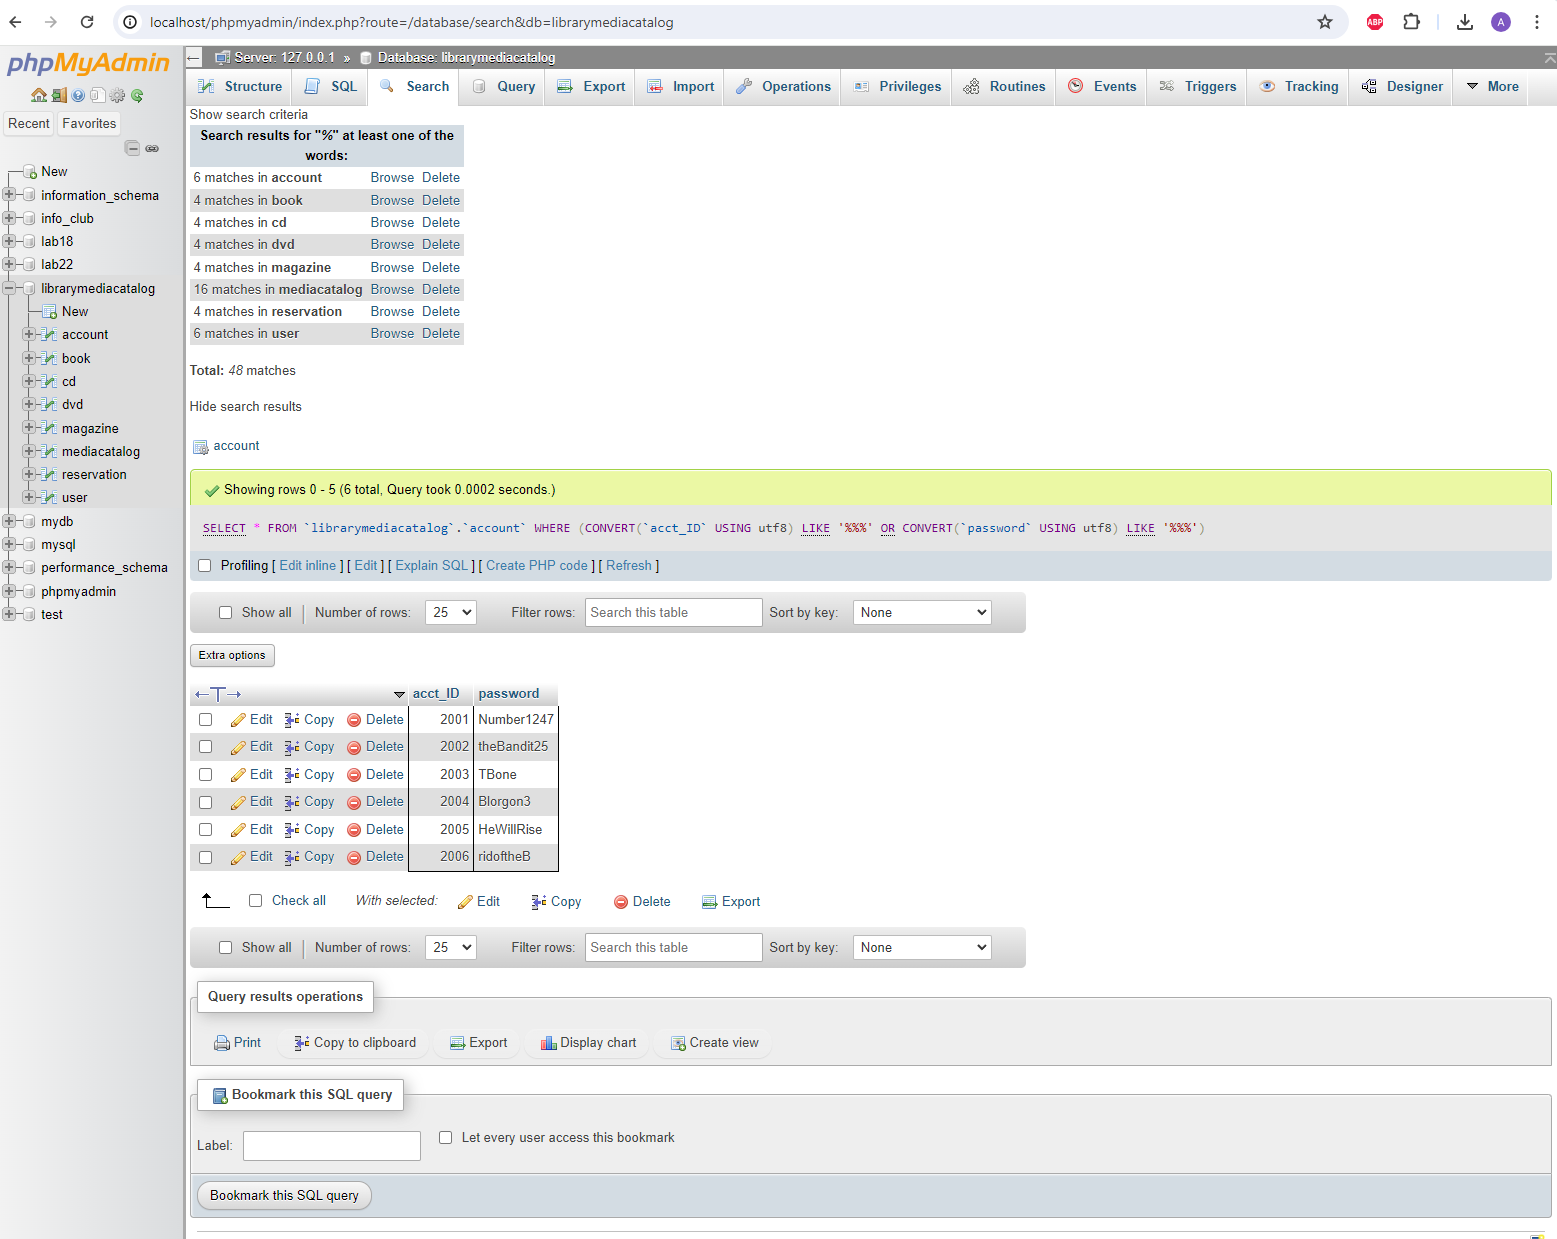 localhost/phpmyadmin/index.php?route=/database/search&db=librarymediacatalog
ABP
A
phpMyAdmin
Recent Favorites
New
information_schema
info_club
lab18
lab22
librarymediacatalog
New
account
book
cd
dvd
magazine
mediacatalog
reservation
user
mydb
mysql
performance_schema
phpmyadmin
test
Server: 127.0.0.1 » Database: librarymediacatalog
Structure SQL Search Query Export Import Operations Privileges Routines Events Triggers Tracking Designer More
Show search criteria
Search results for "%" at least one of the
words:
6 matches in account Browse Delete
4 matches in book Browse Delete
4 matches in cd Browse Delete
4 matches in dvd Browse Delete
4 matches in magazine Browse Delete
16 matches in mediacatalog Browse Delete
4 matches in reservation Browse Delete
6 matches in user Browse Delete
Total: 48 matches
Hide search results
account
Showing rows 0 - 5 (6 total, Query took 0.0002 seconds.)
SELECT * FROM `librarymediacatalog`.`account` WHERE (CONVERT(`acct_ID` USING utf8) LIKE '%%%' OR CONVERT(`password` USING utf8) LIKE '%%%')
Profiling [ Edit inline ] [ Edit ] [ Explain SQL ] [ Create PHP code ] [ Refresh ]
Show all Number of rows: 25 Filter rows: Search this table Sort by key: None
Extra options
←T→ acct_ID password
Edit Copy Delete 2001 Number1247
Edit Copy Delete 2002 theBandit25
Edit Copy Delete 2003 TBone
Edit Copy Delete 2004 Blorgon3
Edit Copy Delete 2005 HeWillRise
Edit Copy Delete 2006 ridoftheB
Check all With selected: Edit Copy Delete Export
Show all Number of rows: 25 Filter rows: Search this table Sort by key: None
Query results operations
Print Copy to clipboard Export Display chart Create view
Bookmark this SQL query
Label: Let every user access this bookmark
Bookmark this SQL query